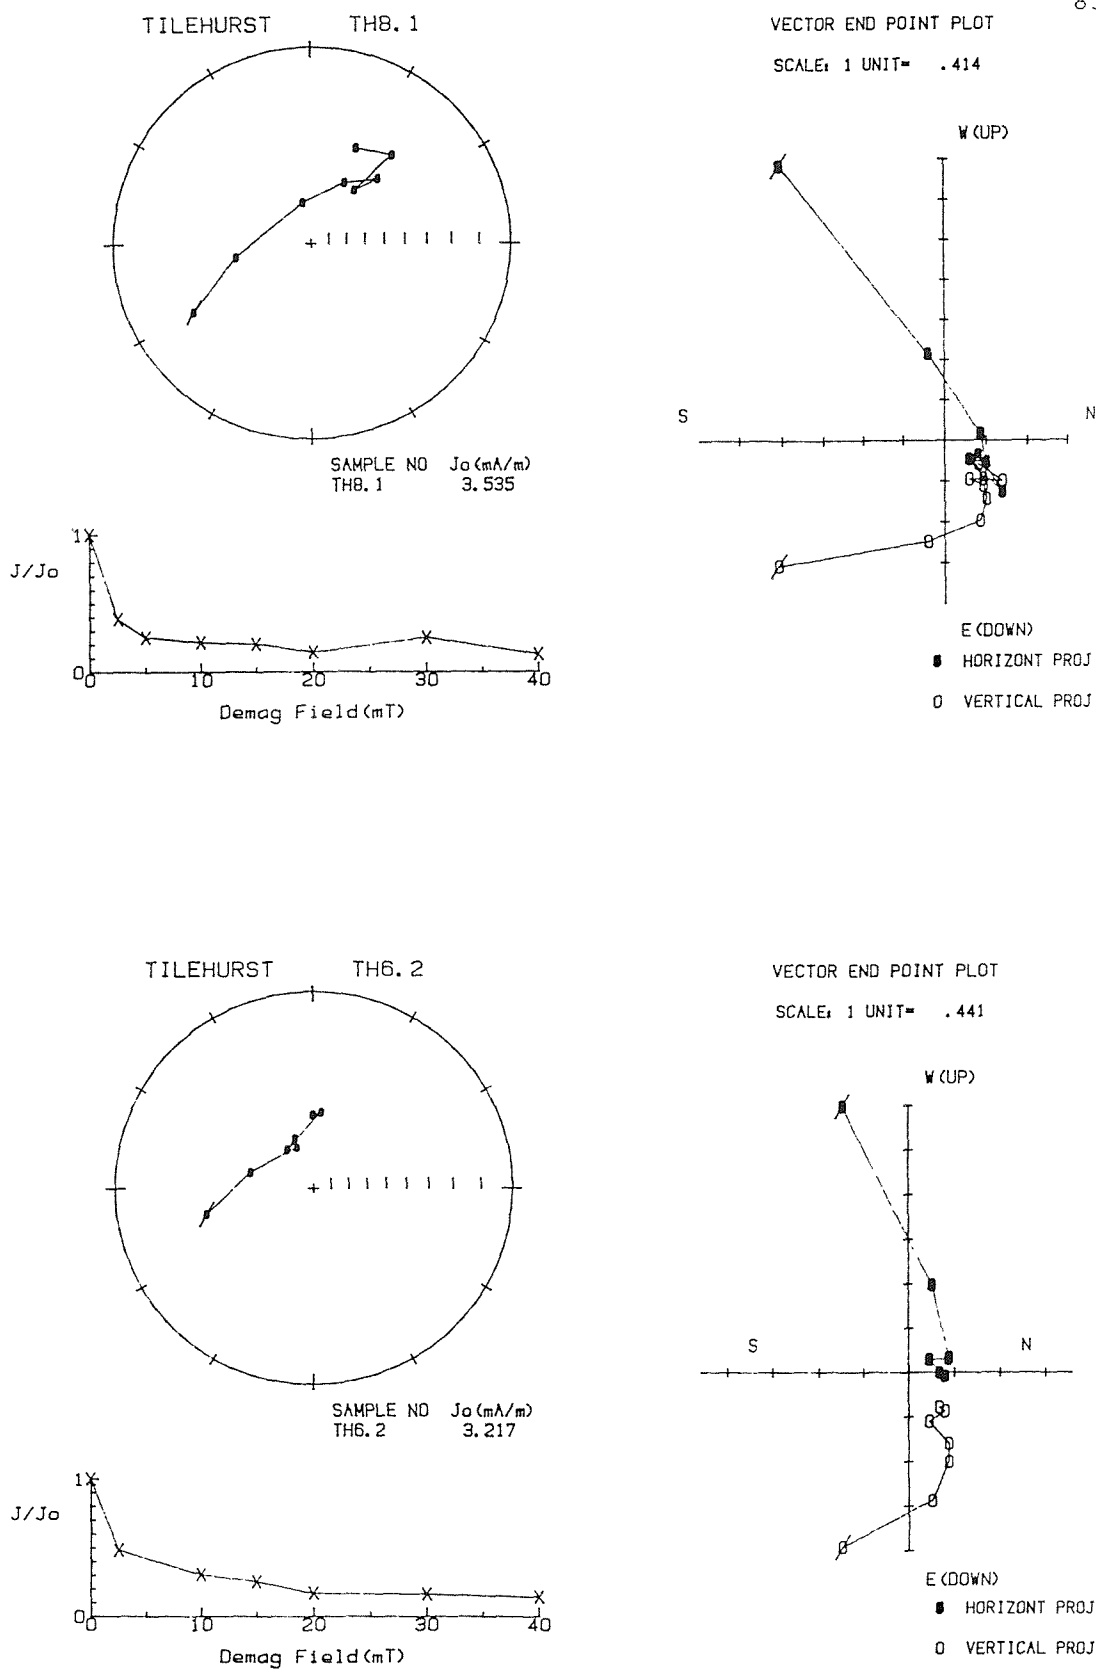 TILEHURST TH8.1
VECTOR END POINT PLOT
SCALE: 1 UNIT= .414
W(UP)
S
N
SAMPLE NO Jo(mA/m)
TH8.1 3.535
1
J/Jo
0
0 10 20 30 40
Demag Field(mT)
E(DOWN)
HORIZONT PROJ
VERTICAL PROJ
TILEHURST TH6.2
VECTOR END POINT PLOT
SCALE: 1 UNIT= .441
W(UP)
S
N
SAMPLE NO Jo(mA/m)
TH6.2 3.217
1
J/Jo
0
0 10 20 30 40
Demag Field(mT)
E(DOWN)
HORIZONT PROJ
VERTICAL PROJ